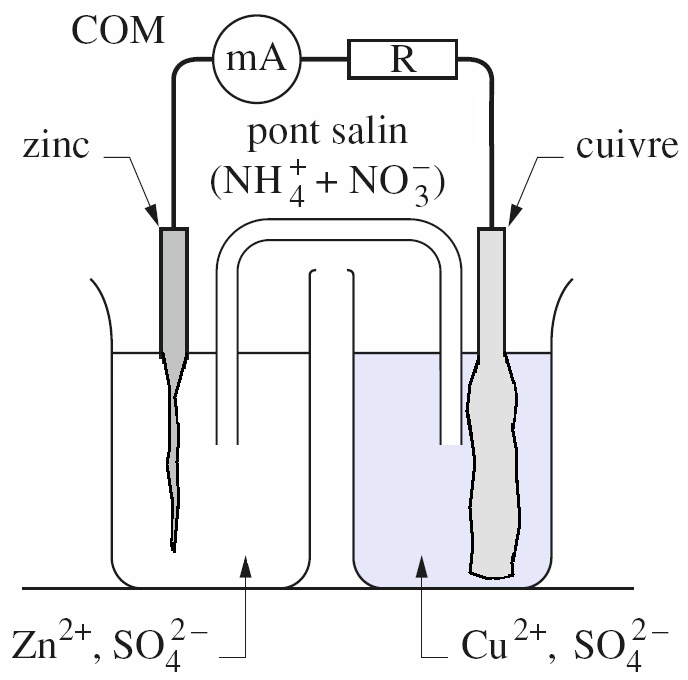 COM
mA
R
zinc
pont salin
(NH₄⁺ + NO₃⁻)
cuivre
Zn²⁺, SO₄²⁻
Cu²⁺, SO₄²⁻